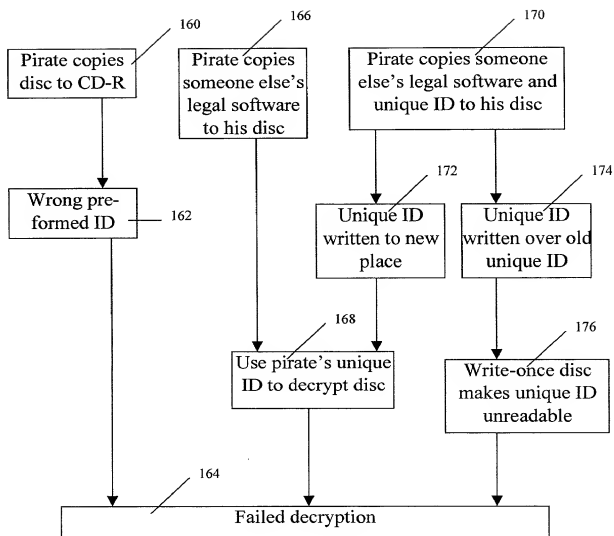 160
166
170
Pirate copies
disc to CD-R
Pirate copies
someone else's
legal software
to his disc
Pirate copies someone
else's legal software and
unique ID to his disc
172
174
Wrong pre-
formed ID
162
Unique ID
written to new
place
Unique ID
written over old
unique ID
168
176
Use pirate's unique
ID to decrypt disc
Write-once disc
makes unique ID
unreadable
164
Failed decryption